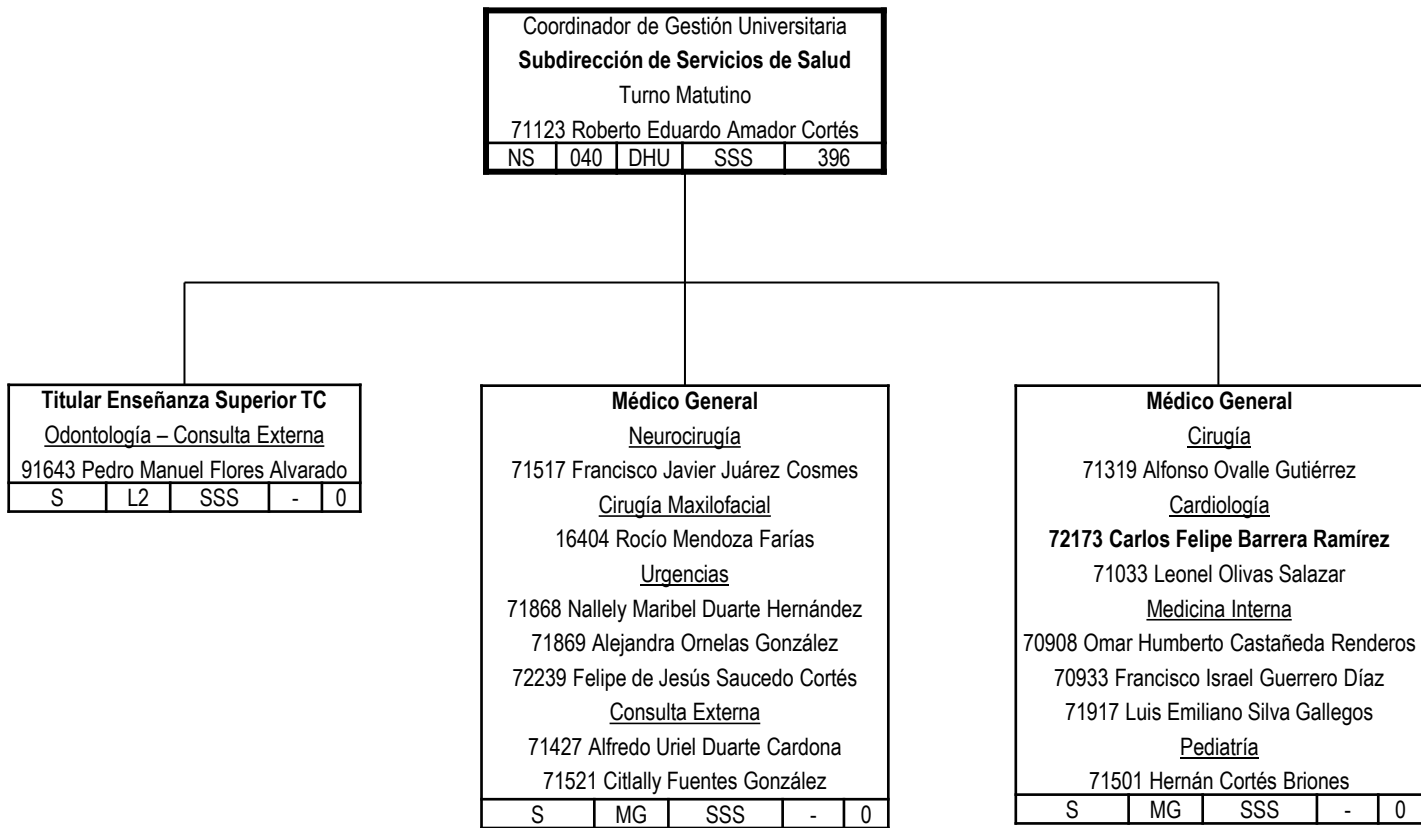 Coordinador de Gestión Universitaria
Subdirección de Servicios de Salud
Turno Matutino
71123 Roberto Eduardo Amador Cortés
NS 040 DHU SSS 396
Titular Enseñanza Superior TC
Odontología – Consulta Externa
91643 Pedro Manuel Flores Alvarado
S L2 SSS - 0
Médico General
Neurocirugía
71517 Francisco Javier Juárez Cosmes
Cirugía Maxilofacial
16404 Rocío Mendoza Farías
Urgencias
71868 Nallely Maribel Duarte Hernández
71869 Alejandra Ornelas González
72239 Felipe de Jesús Saucedo Cortés
Consulta Externa
71427 Alfredo Uriel Duarte Cardona
71521 Citlally Fuentes González
S MG SSS - 0
Médico General
Cirugía
71319 Alfonso Ovalle Gutiérrez
Cardiología
72173 Carlos Felipe Barrera Ramírez
71033 Leonel Olivas Salazar
Medicina Interna
70908 Omar Humberto Castañeda Renderos
70933 Francisco Israel Guerrero Díaz
71917 Luis Emiliano Silva Gallegos
Pediatría
71501 Hernán Cortés Briones
S MG SSS - 0